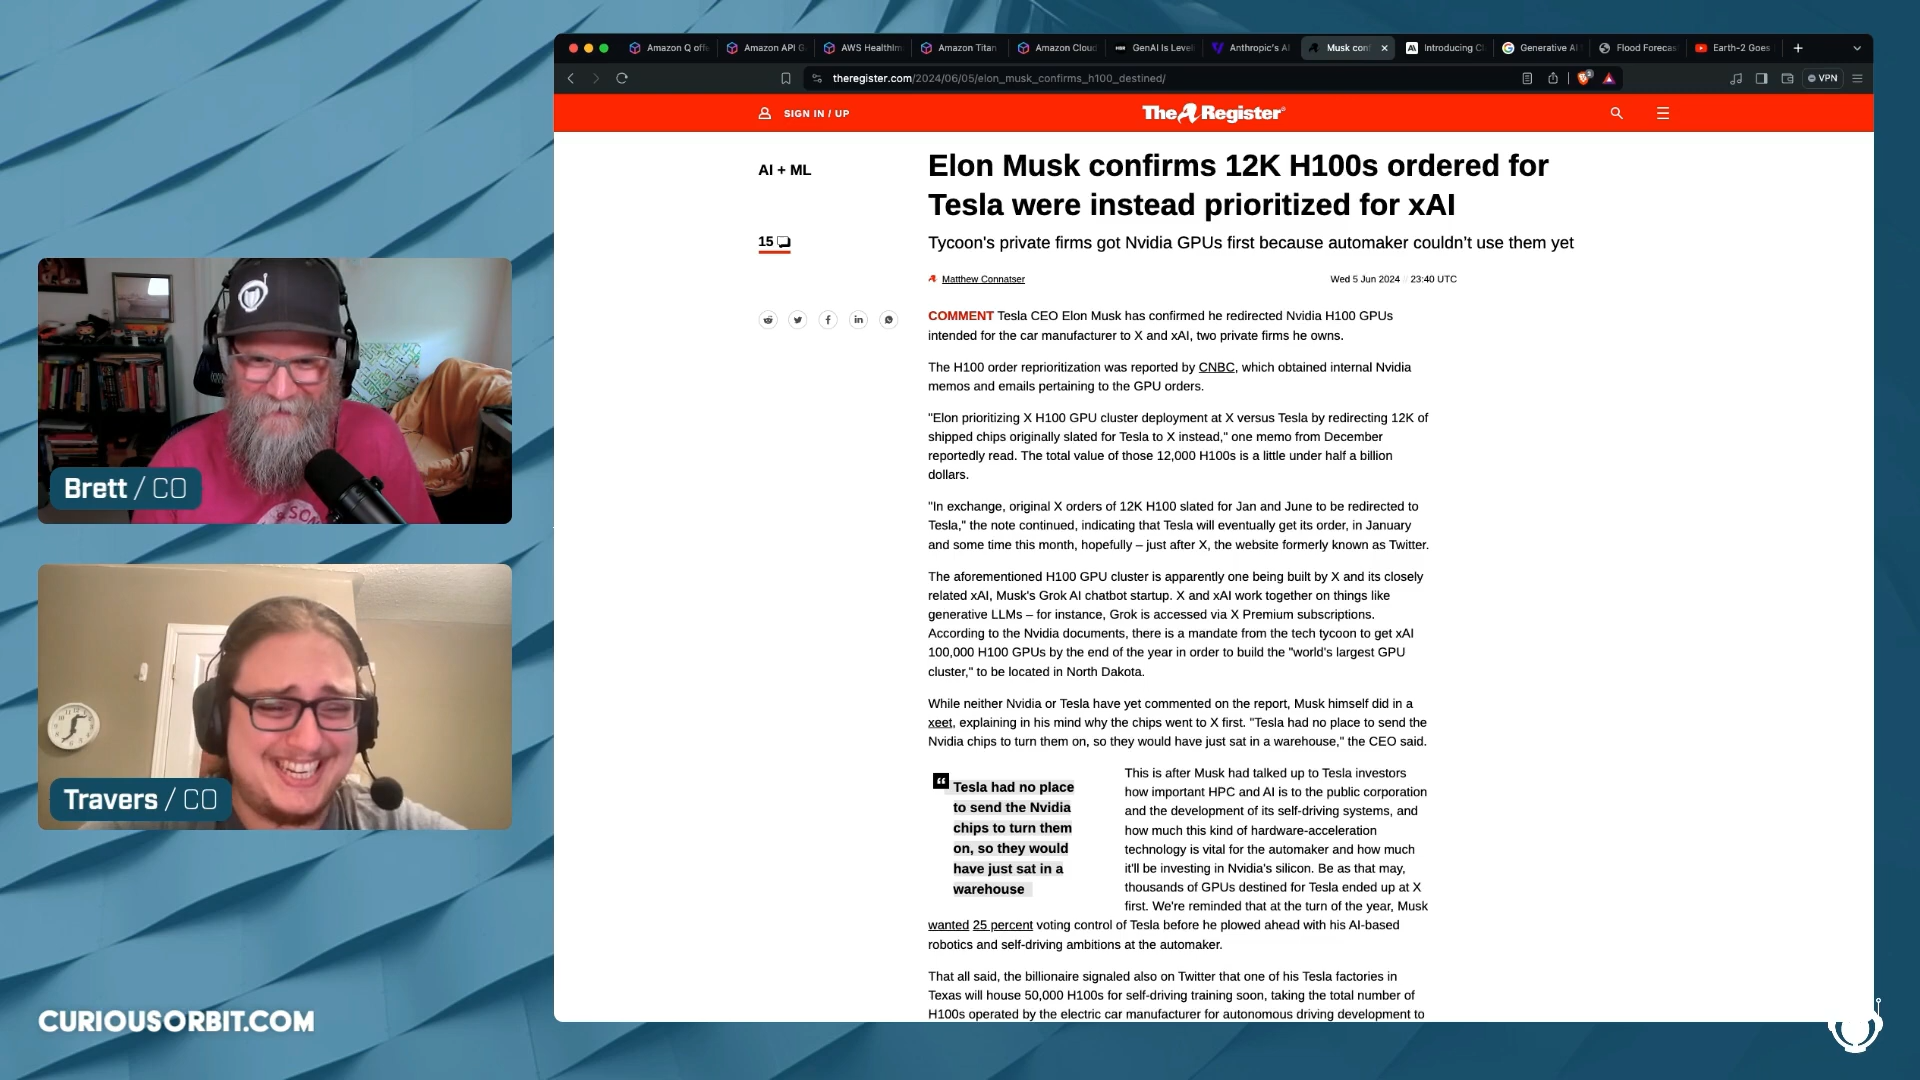 Amazon Q off
Amazon API G
AWS HealthIm
Amazon Titan
Amazon Cloud
GenAI Is Level
Anthropic's AI
Musk conf
Introducing Cl
Generative AI
Flood Forecas
Earth-2 Goes
theregister.com/2024/06/05/elon_musk_confirms_h100_destined/
VPN
SIGN IN / UP
The Register
AI + ML
Elon Musk confirms 12K H100s ordered for
Tesla were instead prioritized for xAI
15
Tycoon's private firms got Nvidia GPUs first because automaker couldn't use them yet
Matthew Connatser
Wed 5 Jun 2024 // 23:40 UTC
COMMENT Tesla CEO Elon Musk has confirmed he redirected Nvidia H100 GPUs
intended for the car manufacturer to X and xAI, two private firms he owns.
The H100 order reprioritization was reported by CNBC, which obtained internal Nvidia
memos and emails pertaining to the GPU orders.
"Elon prioritizing X H100 GPU cluster deployment at X versus Tesla by redirecting 12K of
shipped chips originally slated for Tesla to X instead," one memo from December
reportedly read. The total value of those 12,000 H100s is a little under half a billion
dollars.
"In exchange, original X orders of 12K H100 slated for Jan and June to be redirected to
Tesla," the note continued, indicating that Tesla will eventually get its order, in January
and some time this month, hopefully – just after X, the website formerly known as Twitter.
The aforementioned H100 GPU cluster is apparently one being built by X and its closely
related xAI, Musk's Grok AI chatbot startup. X and xAI work together on things like
generative LLMs – for instance, Grok is accessed via X Premium subscriptions.
According to the Nvidia documents, there is a mandate from the tech tycoon to get xAI
100,000 H100 GPUs by the end of the year in order to build the "world's largest GPU
cluster," to be located in North Dakota.
While neither Nvidia or Tesla have yet commented on the report, Musk himself did in a
xeet, explaining in his mind why the chips went to X first. "Tesla had no place to send the
Nvidia chips to turn them on, so they would have just sat in a warehouse," the CEO said.
Tesla had no place
to send the Nvidia
chips to turn them
on, so they would
have just sat in a
warehouse
This is after Musk had talked up to Tesla investors
how important HPC and AI is to the public corporation
and the development of its self-driving systems, and
how much this kind of hardware-acceleration
technology is vital for the automaker and how much
it'll be investing in Nvidia's silicon. Be as that may,
thousands of GPUs destined for Tesla ended up at X
first. We're reminded that at the turn of the year, Musk
wanted 25 percent voting control of Tesla before he plowed ahead with his AI-based
robotics and self-driving ambitions at the automaker.
That all said, the billionaire signaled also on Twitter that one of his Tesla factories in
Texas will house 50,000 H100s for self-driving training soon, taking the total number of
H100s operated by the electric car manufacturer for autonomous driving development to
Brett / CO
Travers / CO
CURIOUSORBIT.COM